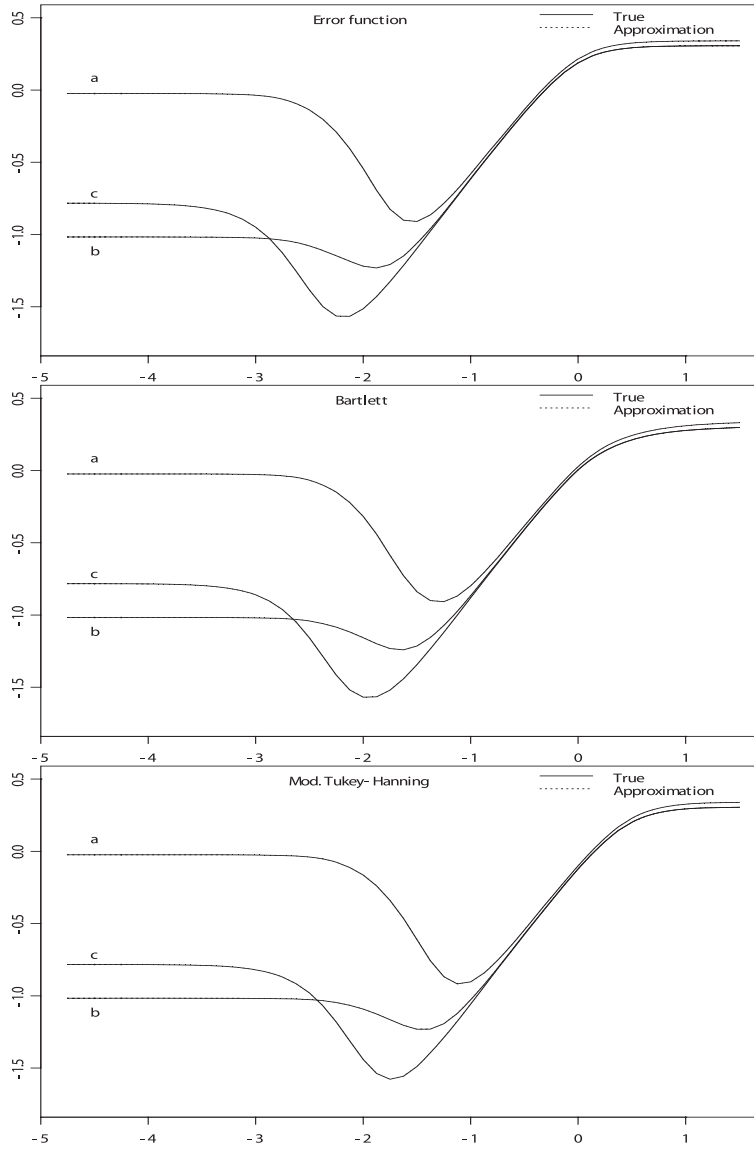 Error function
True
Approximation
a
c
b
0.5
0.0
-0.5
-1.0
-1.5
-5 -4 -3 -2 -1 0 1
Bartlett
True
Approximation
a
c
b
0.5
0.0
-0.5
-1.0
-1.5
-5 -4 -3 -2 -1 0 1
Mod. Tukey-Hanning
True
Approximation
a
c
b
0.5
0.0
-0.5
-1.0
-1.5
-5 -4 -3 -2 -1 0 1